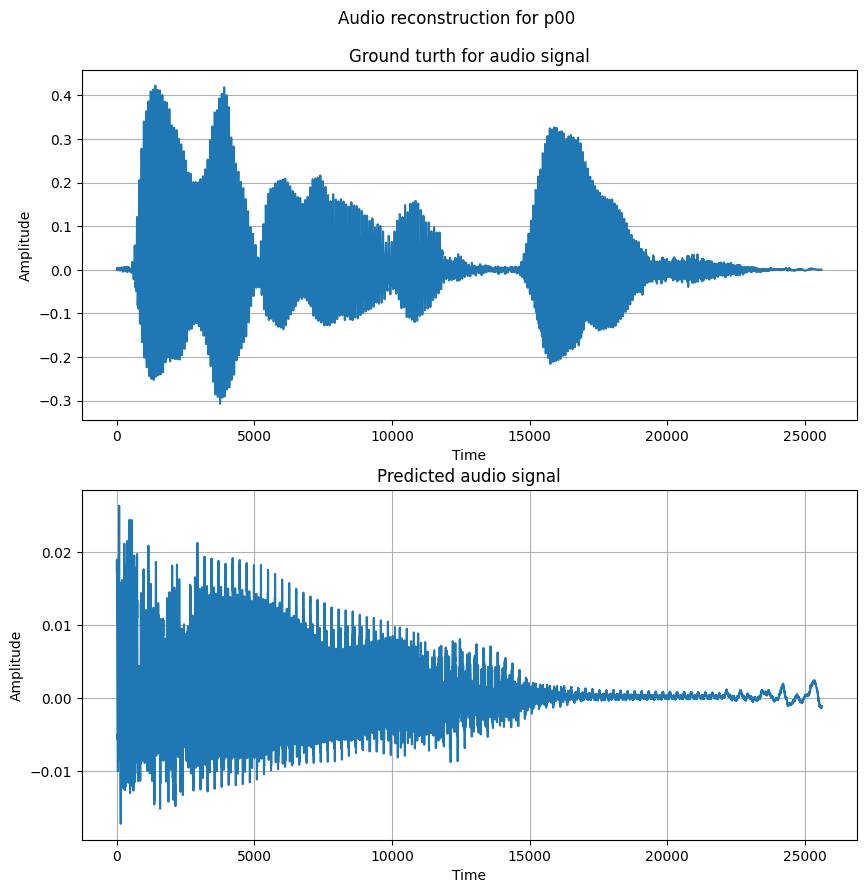 Audio reconstruction for p00
Ground turth for audio signal
0.4
0.3
0.2
0.1
0.0
−0.1
−0.2
−0.3
Amplitude
0 5000 10000 15000 20000 25000
Time
Predicted audio signal
0.02
0.01
0.00
−0.01
Amplitude
0 5000 10000 15000 20000 25000
Time